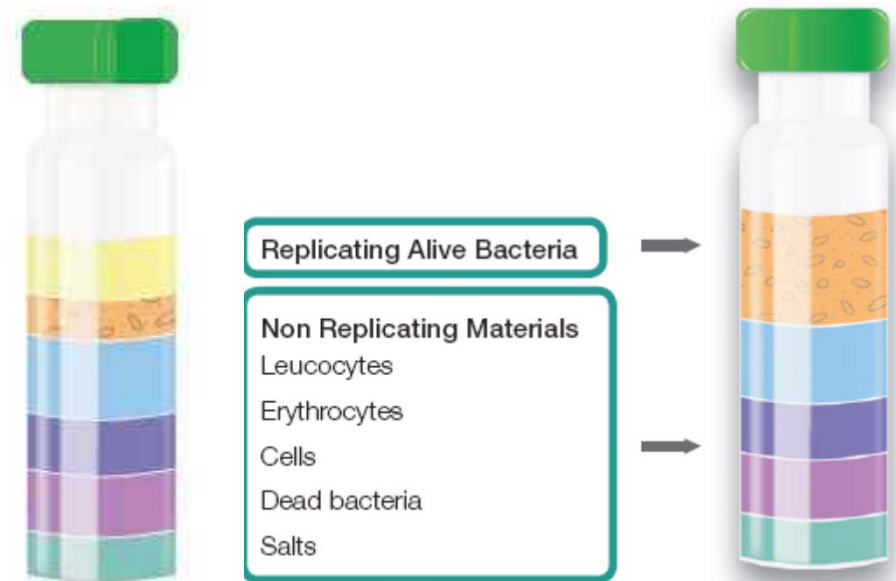 Replicating Alive Bacteria
Non Replicating Materials
Leucocytes
Erythrocytes
Cells
Dead bacteria
Salts